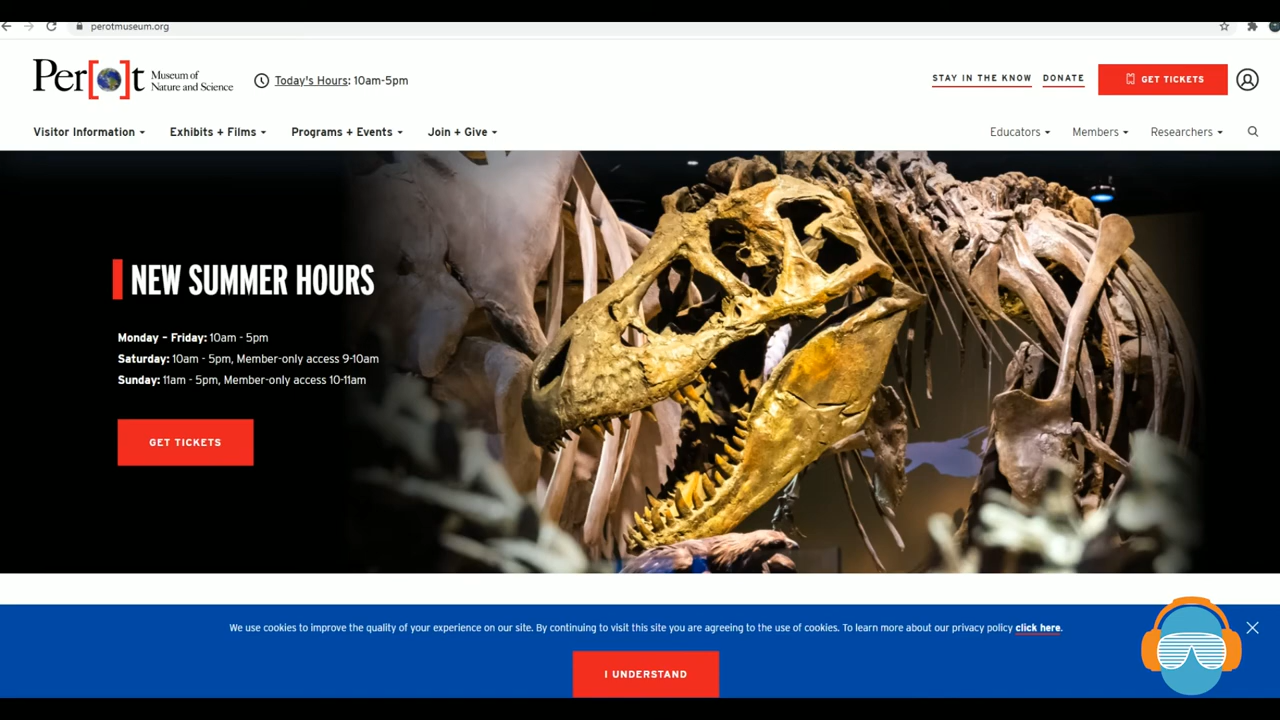 perotmuseum.org
Per[o]t Museum of
Nature and Science
Today's Hours: 10am-5pm
STAY IN THE KNOW
DONATE
GET TICKETS
Visitor Information
Exhibits + Films
Programs + Events
Join + Give
Educators
Members
Researchers
NEW SUMMER HOURS
Monday – Friday: 10am - 5pm
Saturday: 10am - 5pm, Member-only access 9-10am
Sunday: 11am - 5pm, Member-only access 10-11am
GET TICKETS
We use cookies to improve the quality of your experience on our site. By continuing to visit this site you are agreeing to the use of cookies. To learn more about our privacy policy click here.
I UNDERSTAND